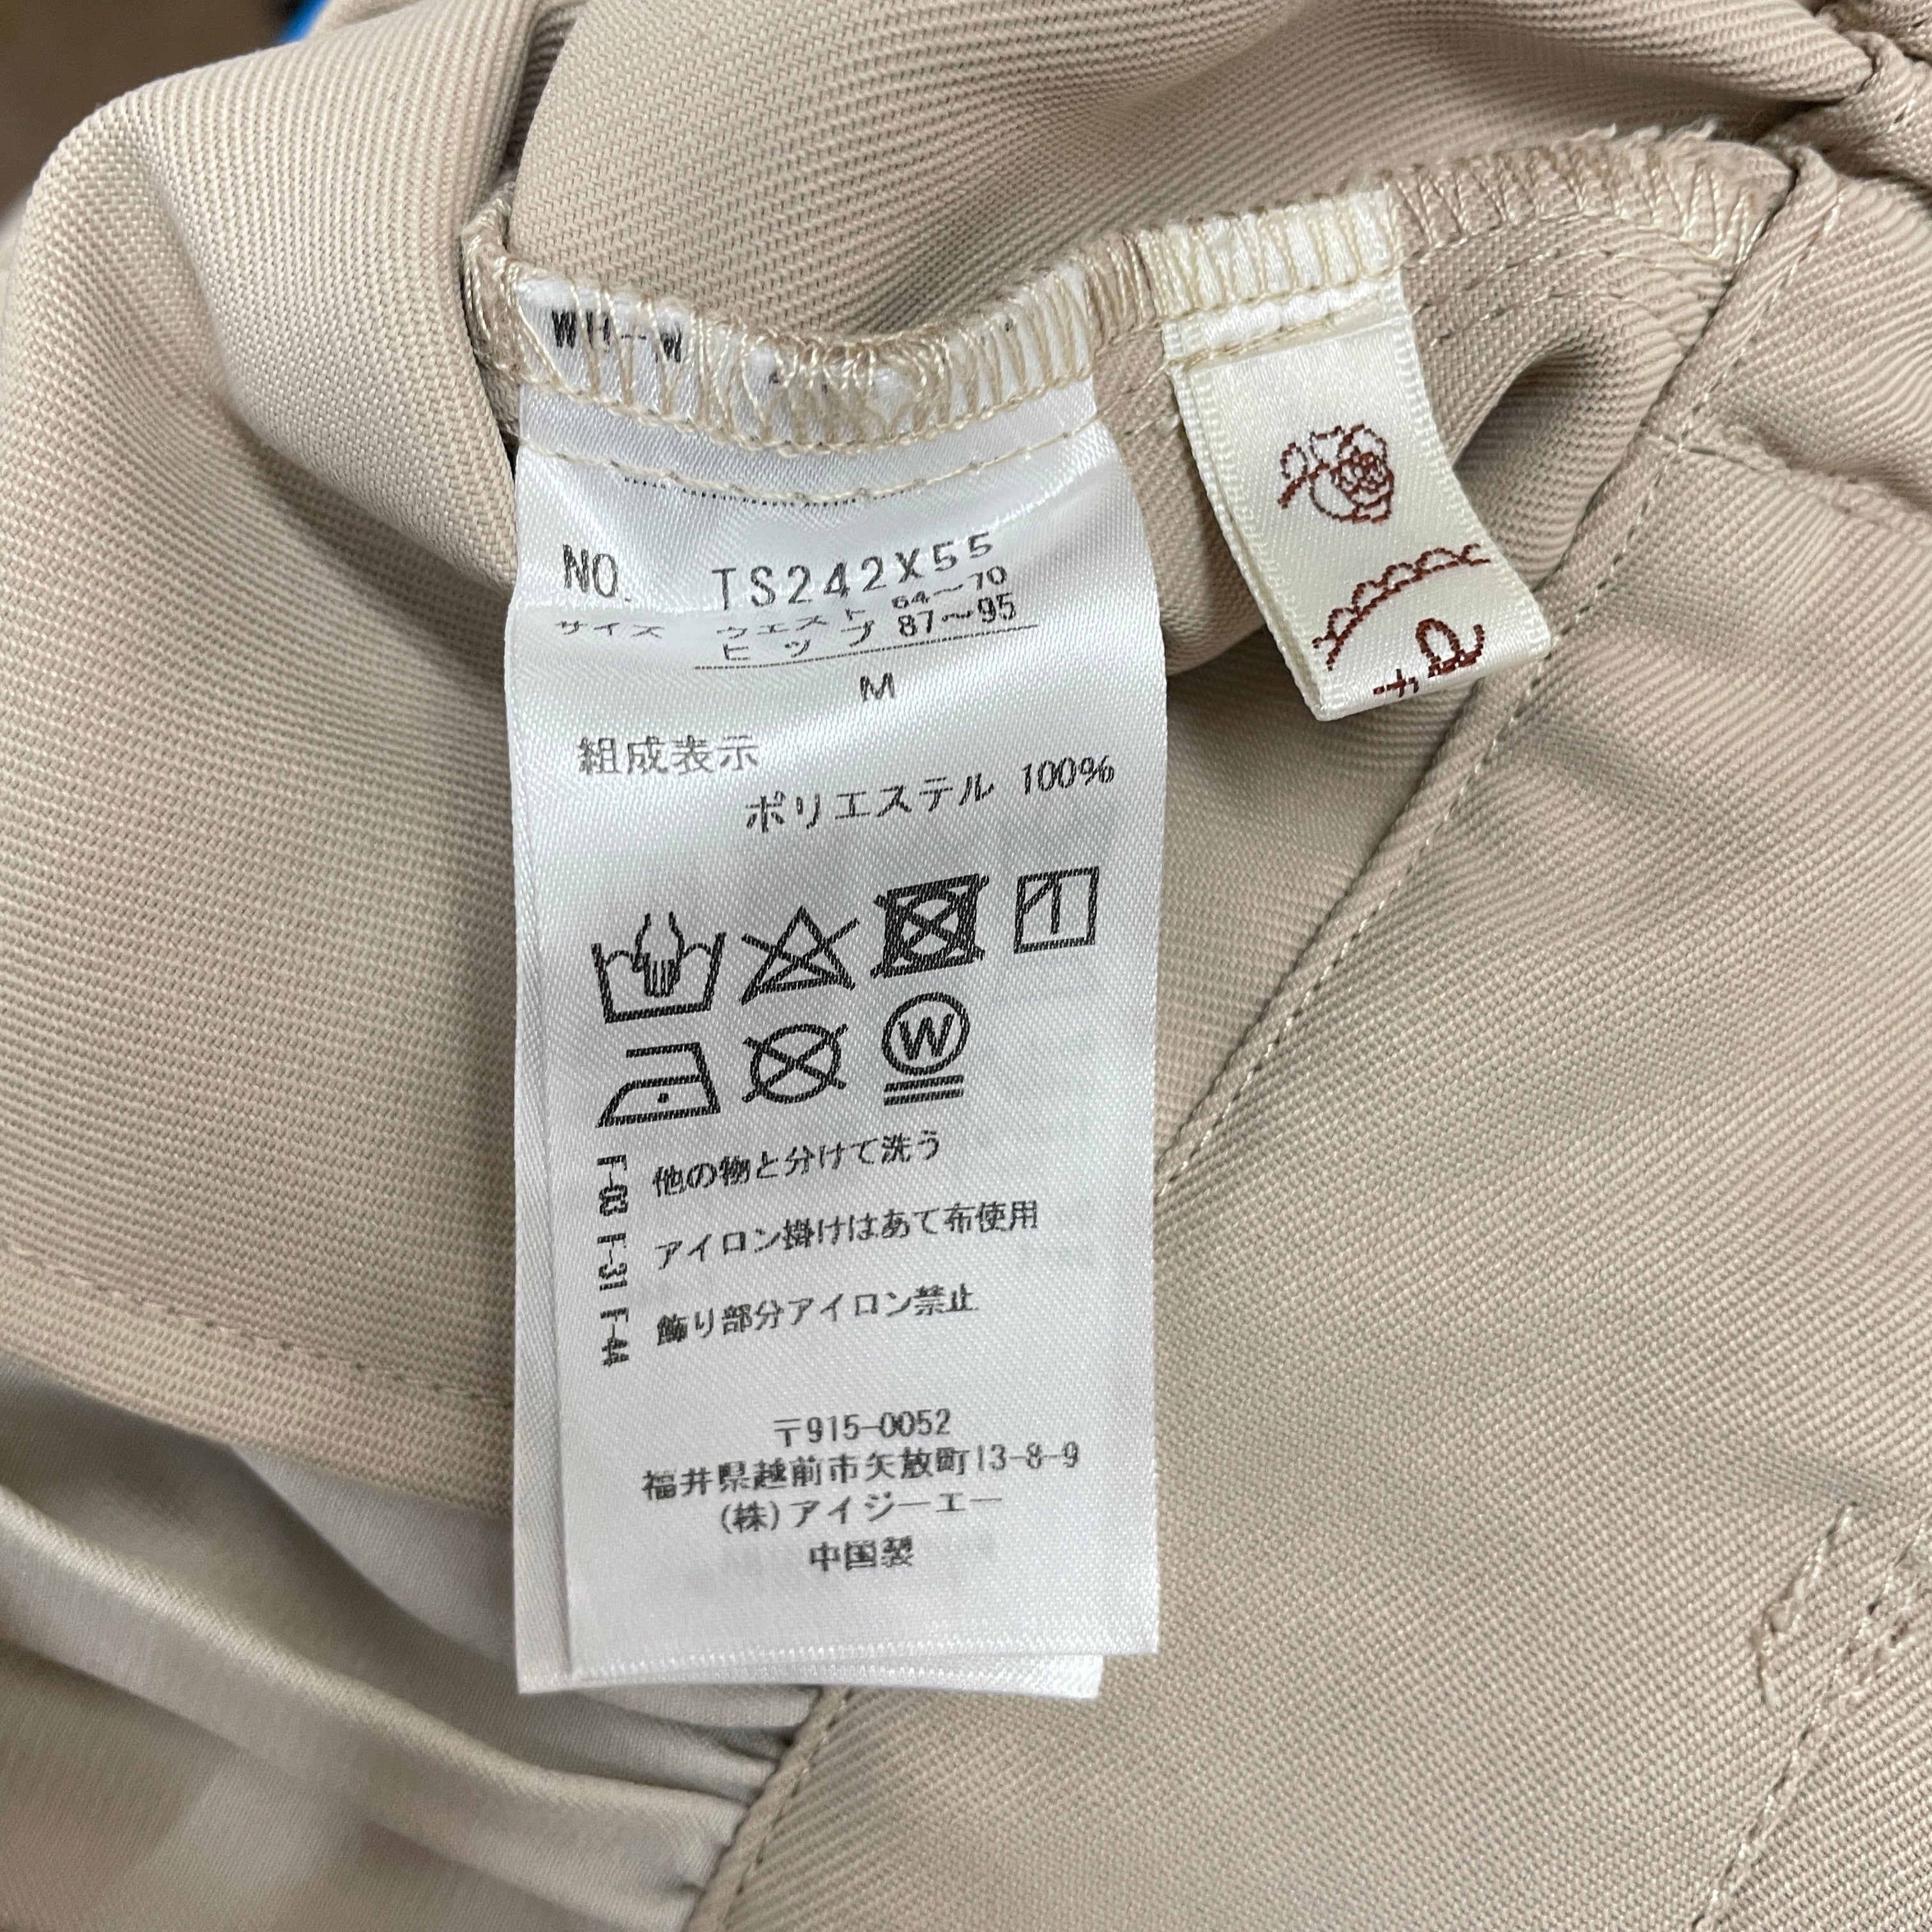 NO. TS242X55
サイズ ウエスト 64～70
ヒップ 87～95
M
組成表示
ポリエステル 100%
W
F-03 他の物と分けて洗う
F-31 アイロン掛けはあて布使用
F-44 飾り部分アイロン禁止
〒915-0052
福井県越前市矢放町13-8-9
(株)アイジーエー
中国製